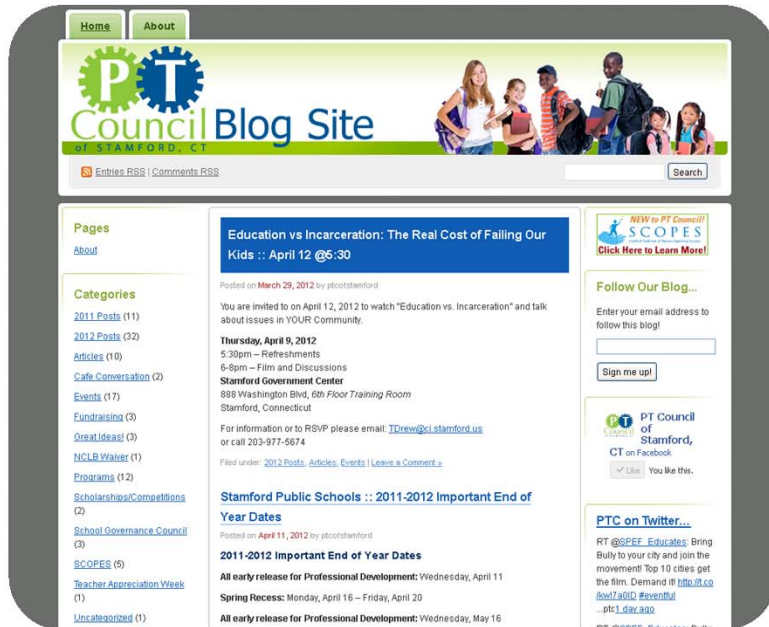 Home About
PT
Council Blog Site
of STAMFORD, CT
Entries RSS | Comments RSS
Search
Pages
About
Categories
2011 Posts (11)
2012 Posts (32)
Articles (10)
Cafe Conversation (2)
Events (17)
Fundraising (3)
Great Ideas! (3)
NCLB Waiver (1)
Programs (12)
Scholarships/Competitions
(2)
School Governance Council
(3)
SCOPES (5)
Teacher Appreciation Week
(1)
Uncategorized (1)
Education vs Incarceration: The Real Cost of Failing Our
Kids :: April 12 @5:30
Posted on March 29, 2012 by ptcofstamford
You are invited to on April 12, 2012 to watch "Education vs. Incarceration" and talk
about issues in YOUR Community.
Thursday, April 9, 2012
5:30pm – Refreshments
6-8pm – Film and Discussions
Stamford Government Center
888 Washington Blvd, 6th Floor Training Room
Stamford, Connecticut
For information or to RSVP please email: TDrew@ci.stamford.us
or call 203-977-5674
Filed under: 2012 Posts, Articles, Events | Leave a Comment »
Stamford Public Schools :: 2011-2012 Important End of
Year Dates
Posted on April 11, 2012 by ptcofstamford
2011-2012 Important End of Year Dates
All early release for Professional Development: Wednesday, April 11
Spring Recess: Monday, April 16 – Friday, April 20
All early release for Professional Development: Wednesday, May 16
NEW to PT Council!
SCOPES
Click Here to Learn More!
Follow Our Blog...
Enter your email address to
follow this blog!
Sign me up!
PT Council
of
Stamford,
CT on Facebook
Like You like this.
PTC on Twitter...
RT @SPEF_Educates: Bring
Bully to your city and join the
movement! Top 10 cities get
the film. Demand it! http://t.co
/kwl7a0ID #eventful
...ptc1 day ago